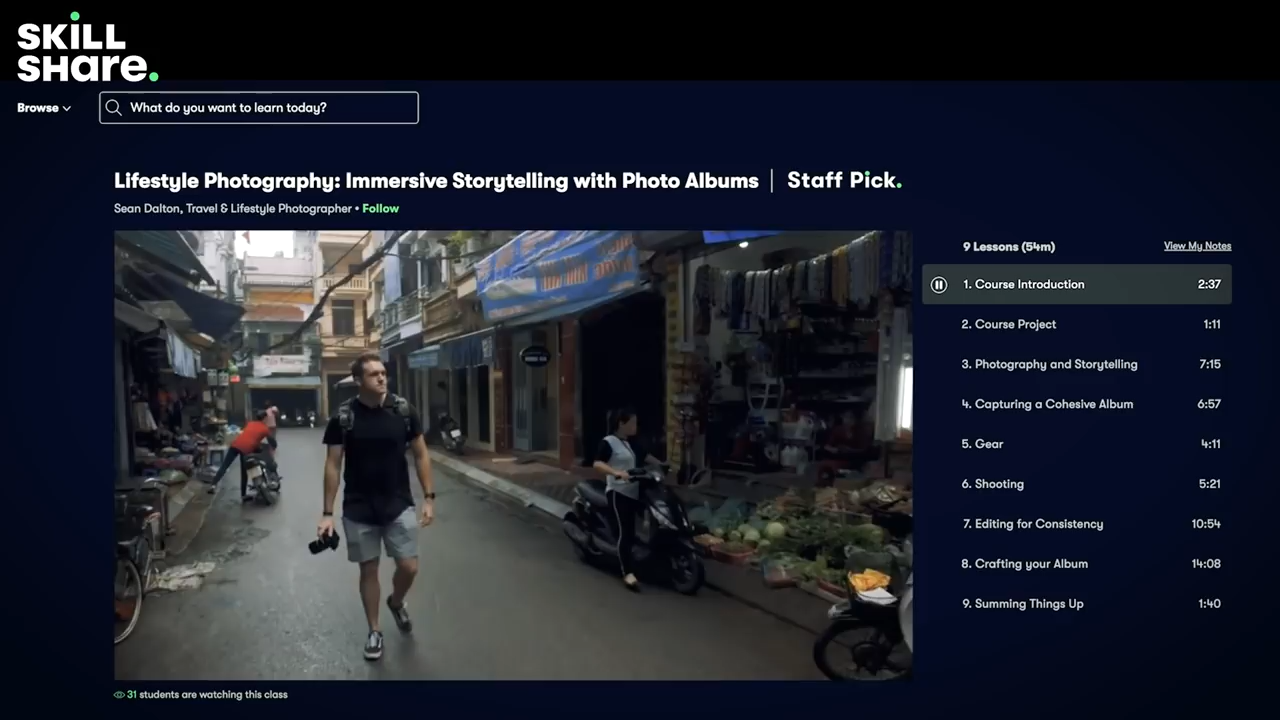 SKILL
SHare.
Browse
What do you want to learn today?
Lifestyle Photography: Immersive Storytelling with Photo Albums | Staff Pick.
Sean Dalton, Travel & Lifestyle Photographer • Follow
9 Lessons (54m)
View My Notes
1. Course Introduction 2:37
2. Course Project 1:11
3. Photography and Storytelling 7:15
4. Capturing a Cohesive Album 6:57
5. Gear 4:11
6. Shooting 5:21
7. Editing for Consistency 10:54
8. Crafting your Album 14:08
9. Summing Things Up 1:40
31 students are watching this class